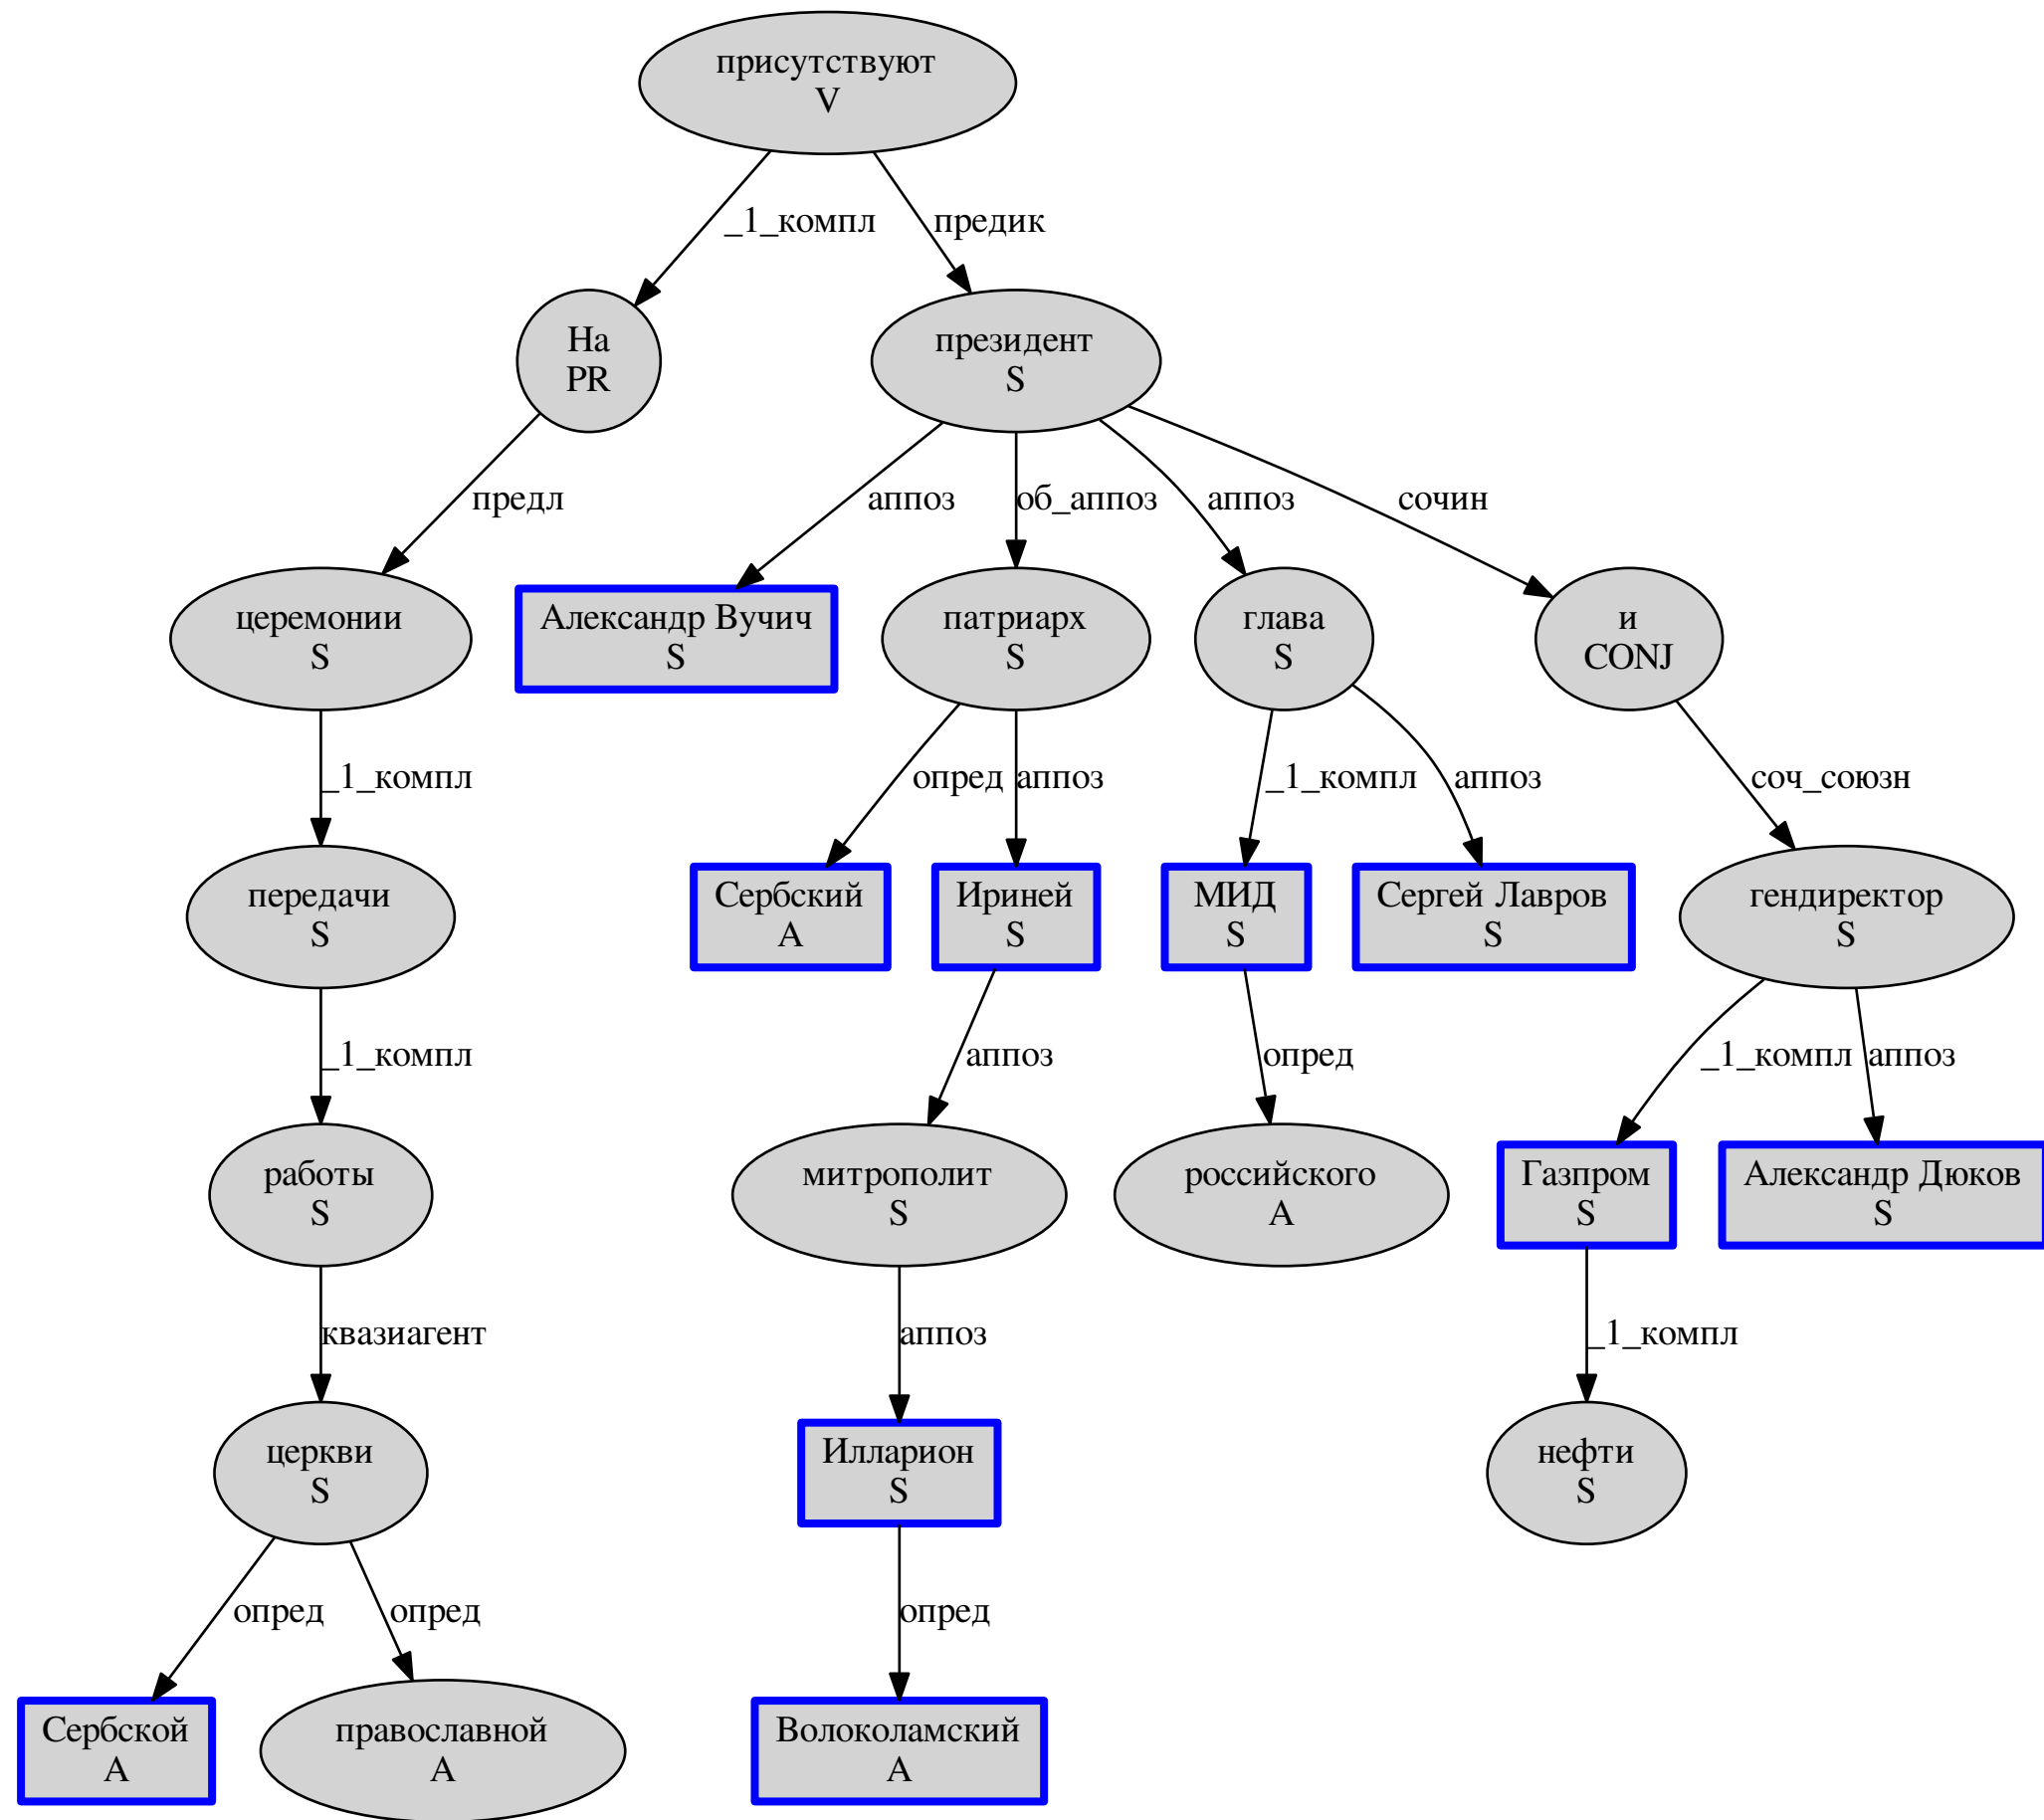 присутствуют
V
_1_компл
предик
На
PR
президент
S
предл
аппоз
об_аппоз
аппоз
сочин
церемонии
S
Александр Вучич
S
патриарх
S
глава
S
и
CONJ
_1_компл
опред
аппоз
_1_компл
аппоз
соч_союзн
передачи
S
Сербский
A
Ириней
S
МИД
S
Сергей Лавров
S
гендиректор
S
_1_компл
аппоз
опред
_1_компл
аппоз
работы
S
митрополит
S
российского
A
Газпром
S
Александр Дюков
S
квазиагент
аппоз
_1_компл
церкви
S
Илларион
S
нефти
S
опред
опред
опред
Сербской
A
православной
A
Волоколамский
A